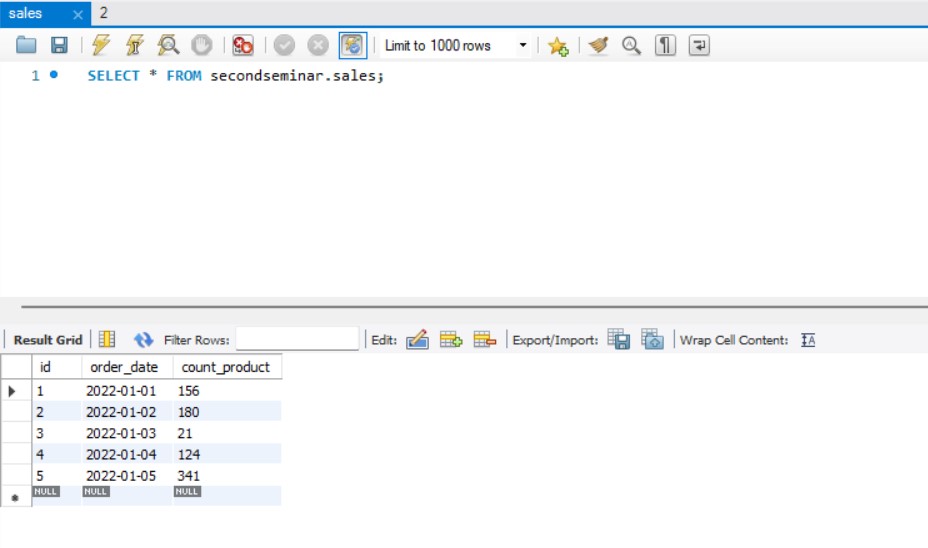 sales 2
Limit to 1000 rows
1 SELECT * FROM secondseminar.sales;
Result Grid Filter Rows: Edit: Export/Import: Wrap Cell Content:
id order_date count_product
1 2022-01-01 156
2 2022-01-02 180
3 2022-01-03 21
4 2022-01-04 124
5 2022-01-05 341
NULL NULL NULL